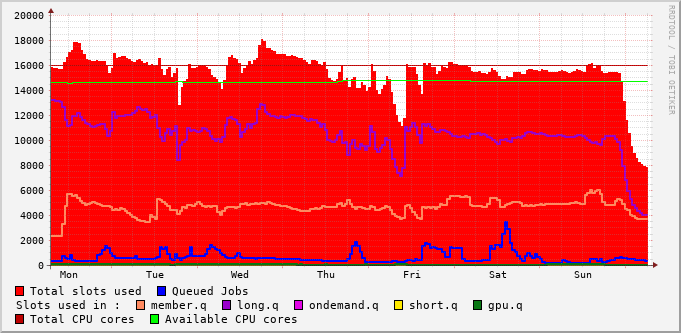 20000
18000
16000
14000
12000
10000
8000
6000
4000
2000
0
Mon Tue Wed Thu Fri Sat Sun
Total slots used Queued Jobs
Slots used in : member.q long.q ondemand.q short.q gpu.q
Total CPU cores Available CPU cores
RRDTOOL / TOBI OETIKER